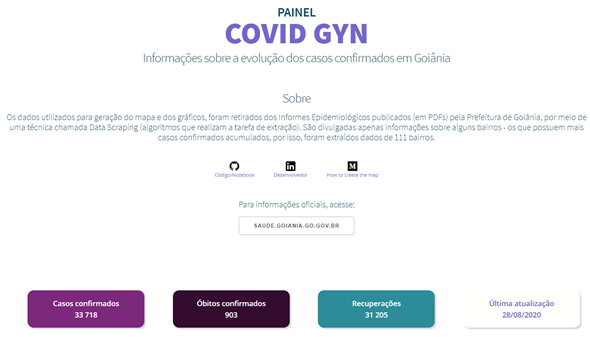 PAINEL
COVID GYN
Informações sobre a evolução dos casos confirmados em Goiânia
Sobre
Os dados utilizados para geração do mapa e dos gráficos, foram retirados dos Informes Epidemiológicos publicados (em PDFs) pela Prefeitura de Goiânia, por meio de
uma técnica chamada Data Scraping (algoritmos que realizam a tarefa de extração). São divulgadas apenas informações sobre alguns bairros - os que possuem mais
casos confirmados acumulados, por isso, foram extraídos dados de 111 bairros.
Código/Notebook Desenvolvedor How to create the map
Para informações oficiais, acesse:
SAUDE.GOIANIA.GO.GOV.BR
Casos confirmados Óbitos confirmados Recuperações Última atualização
33 718 903 31 205 28/08/2020